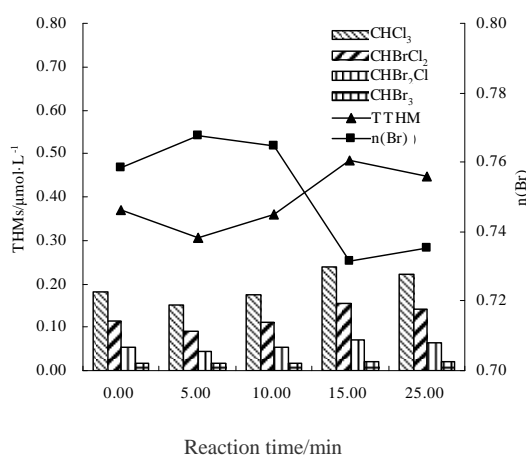 0.80
0.70
0.60
0.50
0.40
0.30
0.20
0.10
0.00
THMs/μmol·L⁻¹
CHCl₃
CHBrCl₂
CHBr₂Cl
CHBr₃
TTHM
n(Br) )
0.80
0.78
0.76
0.74
0.72
0.70
n(Br)
0.00 5.00 10.00 15.00 25.00
Reaction time/min